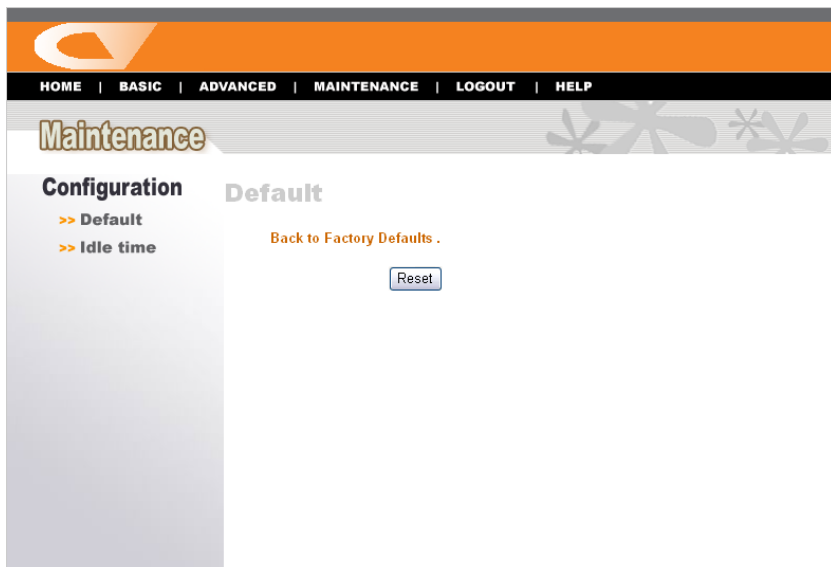 HOME | BASIC | ADVANCED | MAINTENANCE | LOGOUT | HELP
Maintenance
Configuration
>> Default
>> Idle time
Default
Back to Factory Defaults .
Reset